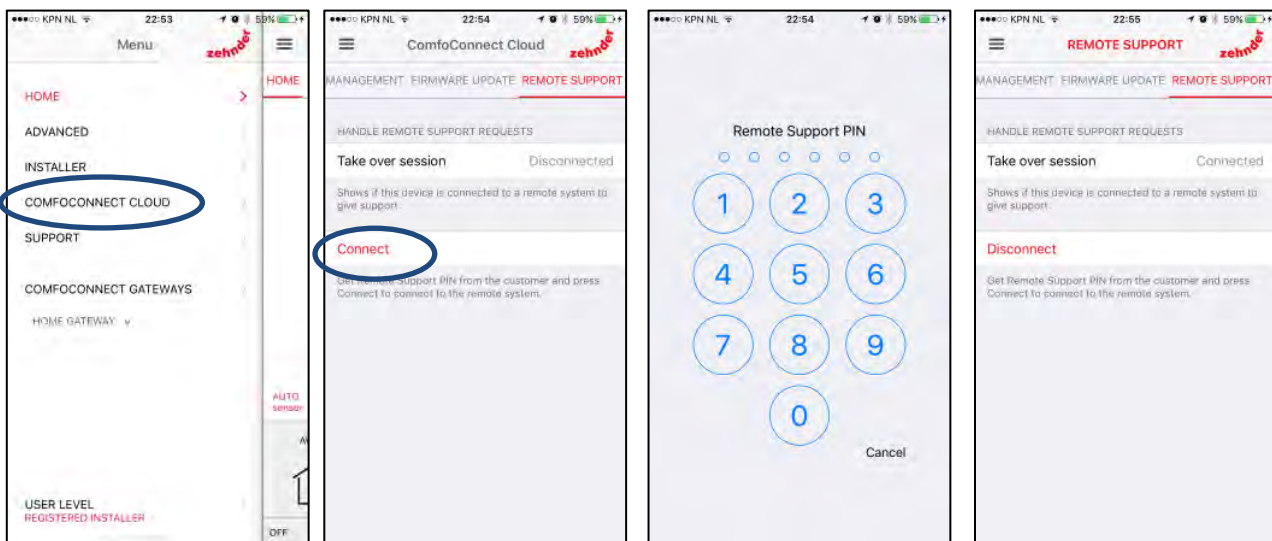 ●●●○○ KPN NL 22:53 59%
Menu
zehnder
HOME
ADVANCED
INSTALLER
COMFOCONNECT CLOUD
SUPPORT
COMFOCONNECT GATEWAYS
HOME GATEWAY
USER LEVEL
REGISTERED INSTALLER
HOME
AUTO
sensor
OFF
●●●○○ KPN NL 22:54 59%
ComfoConnect Cloud
zehnder
MANAGEMENT FIRMWARE UPDATE REMOTE SUPPORT
HANDLE REMOTE SUPPORT REQUESTS
Take over session Disconnected
Shows if this device is connected to a remote system to
give support.
Connect
Get Remote Support PIN from the customer and press
Connect to connect to the remote system.
●●●○○ KPN NL 22:54 59%
Remote Support PIN
1 2 3
4 5 6
7 8 9
0
Cancel
●●●○○ KPN NL 22:55 59%
REMOTE SUPPORT
zehnder
MANAGEMENT FIRMWARE UPDATE REMOTE SUPPORT
HANDLE REMOTE SUPPORT REQUESTS
Take over session Connected
Shows if this device is connected to a remote system to
give support.
Disconnect
Get Remote Support PIN from the customer and press
Connect to connect to the remote system.